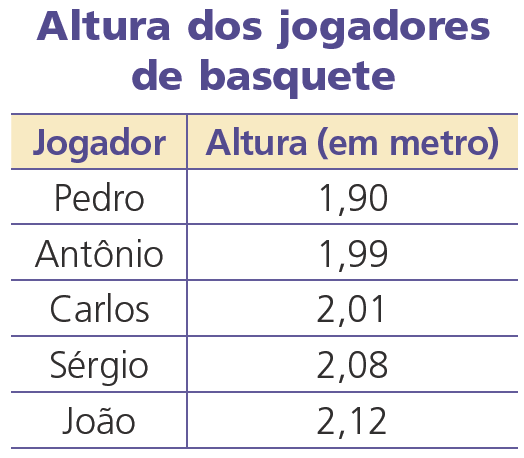 Altura dos jogadores
de basquete
Jogador Altura (em metro)
Pedro 1,90
Antônio 1,99
Carlos 2,01
Sérgio 2,08
João 2,12